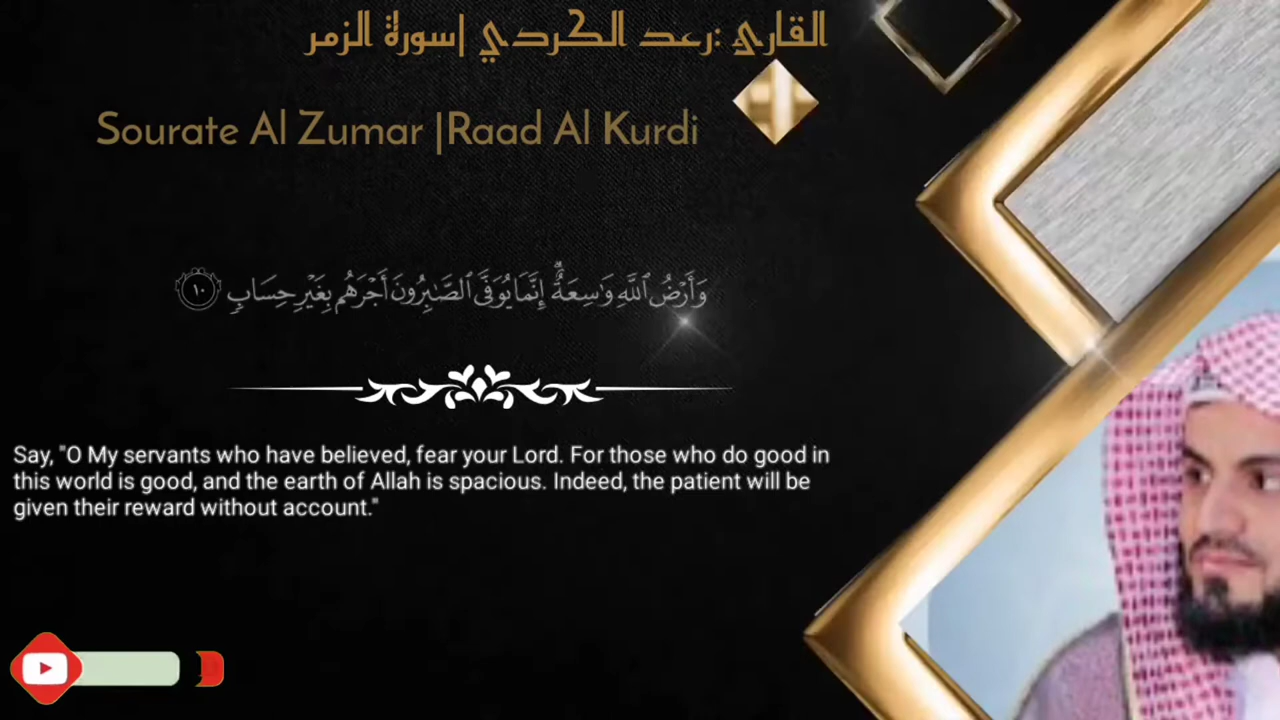 القارئ :رعد الكردي |سورة الزمر
Sourate Al Zumar |Raad Al Kurdi
وَأَرْضُ ٱللَّهِ وَٰسِعَةٌ ۗ إِنَّمَا يُوَفَّى ٱلصَّٰبِرُونَ أَجْرَهُم بِغَيْرِ حِسَابٍ ١٠
Say, "O My servants who have believed, fear your Lord. For those who do good in
this world is good, and the earth of Allah is spacious. Indeed, the patient will be
given their reward without account."